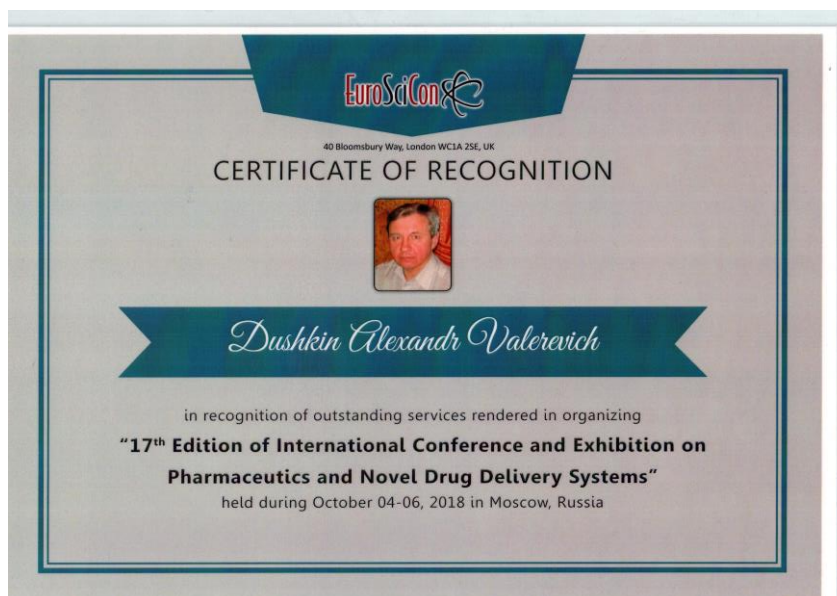 EuroSciCon
40 Bloomsbury Way, London WC1A 2SE, UK
CERTIFICATE OF RECOGNITION
Dushkin Alexandr Valerevich
in recognition of outstanding services rendered in organizing
"17th Edition of International Conference and Exhibition on
Pharmaceutics and Novel Drug Delivery Systems"
held during October 04-06, 2018 in Moscow, Russia